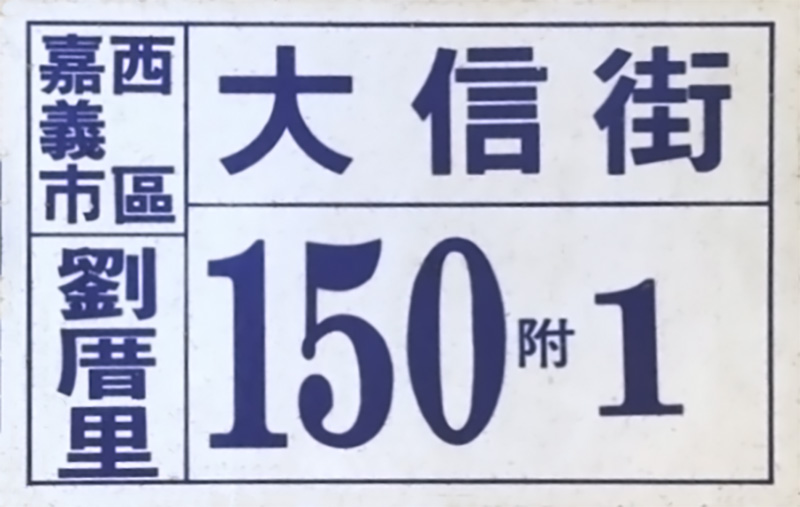 嘉義市
西區
大信街
劉厝里
150附1